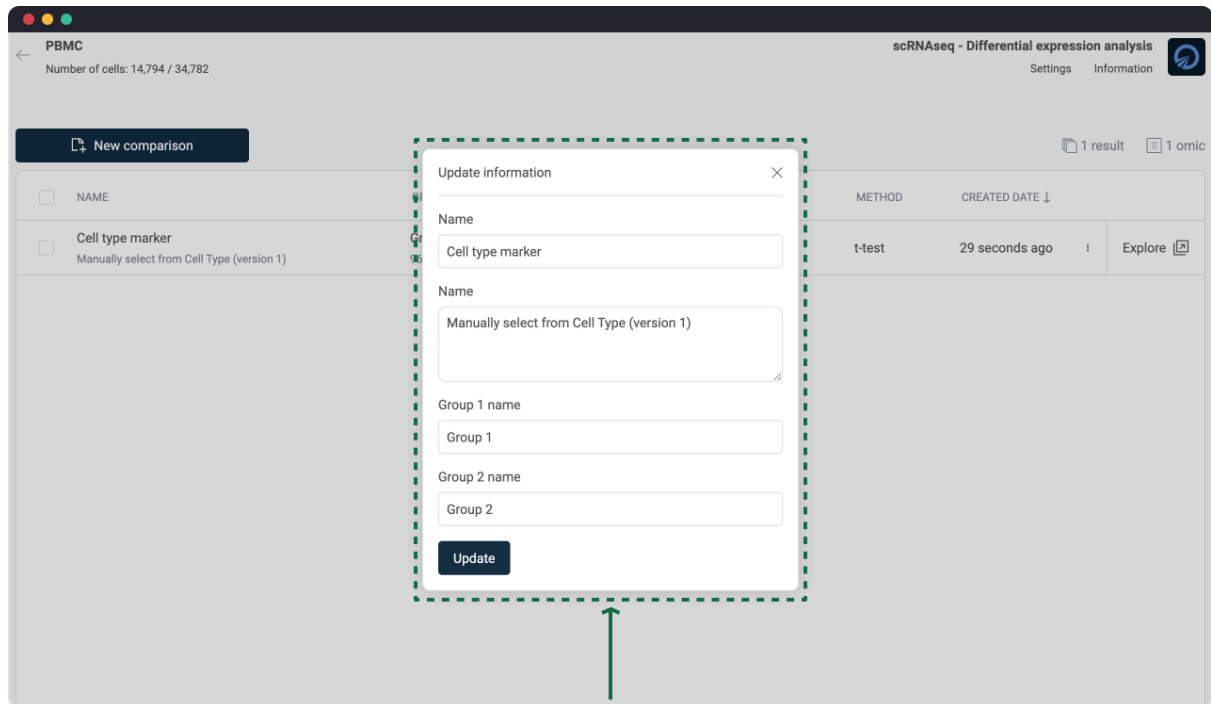 PBMC
scRNAseq - Differential expression analysis
Number of cells: 14,794 / 34,782
Settings Information
New comparison
1 result 1 omic
NAME METHOD CREATED DATE ↓
Cell type marker
Manually select from Cell Type (version 1)
t-test 29 seconds ago Explore
Update information
Name
Cell type marker
Name
Manually select from Cell Type (version 1)
Group 1 name
Group 1
Group 2 name
Group 2
Update